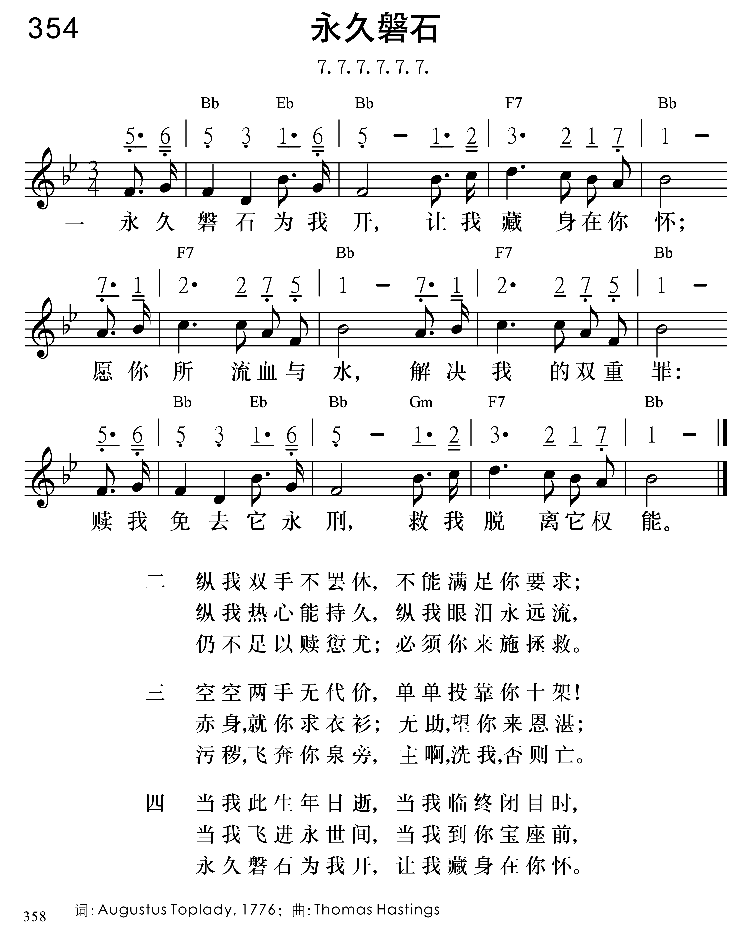 354
永久磐石
7. 7. 7. 7. 7. 7.
Bb Eb Bb F7 Bb
5· 6 | 5 3 1· 6 | 5 – 1· 2 | 3· 2 1 7 | 1 –
一 永久磐石为我开，让我藏身在你怀；
F7 Bb F7 Bb
7· 1 | 2· 2 7 5 | 1 – 7· 1 | 2· 2 7 5 | 1 –
愿你所流血与水，解决我的双重罪：
Bb Eb Bb Gm F7 Bb
5· 6 | 5 3 1· 6 | 5 – 1· 2 | 3· 2 1 7 | 1 –
赎我免去它永刑，救我脱离它权能。
二 纵我双手不罢休，不能满足你要求；
纵我热心能持久，纵我眼泪永远流，
仍不足以赎愆尤；必须你来施拯救。
三 空空两手无代价，单单投靠你十架！
赤身,就你求衣衫；无助,望你来恩湛；
污秽,飞奔你泉旁，主啊,洗我,否则亡。
四 当我此生年日逝，当我临终闭目时，
当我飞进永世间，当我到你宝座前，
永久磐石为我开，让我藏身在你怀。
358 词: Augustus Toplady, 1776；曲: Thomas Hastings